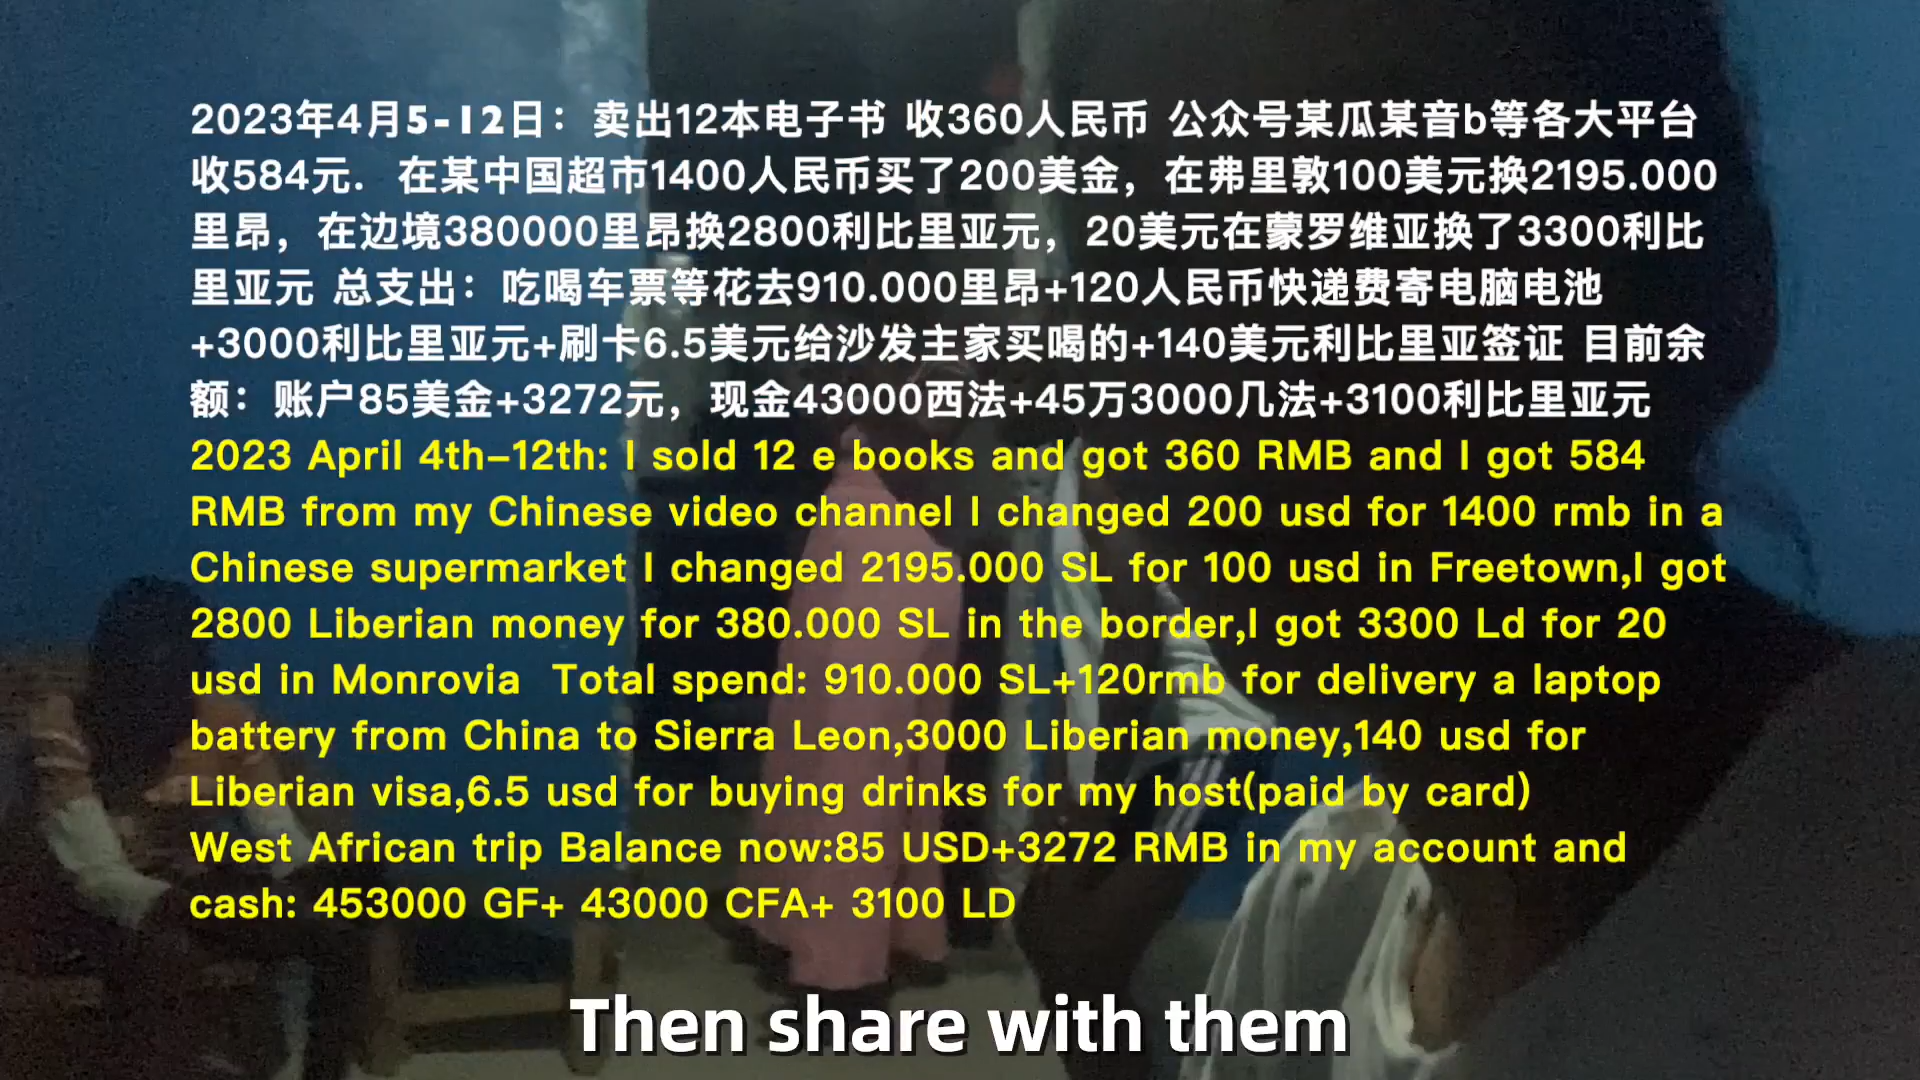 2023年4月5-12日：卖出12本电子书 收360人民币 公众号某瓜某音b等各大平台
收584元. 在某中国超市1400人民币买了200美金，在弗里敦100美元换2195.000
里昂，在边境380000里昂换2800利比里亚元，20美元在蒙罗维亚换了3300利比
里亚元 总支出：吃喝车票等花去910.000里昂+120人民币快递费寄电脑电池
+3000利比里亚元+刷卡6.5美元给沙发主家买喝的+140美元利比里亚签证 目前余
额：账户85美金+3272元，现金43000西法+45万3000几法+3100利比里亚元
2023 April 4th-12th: I sold 12 e books and got 360 RMB and I got 584
RMB from my Chinese video channel I changed 200 usd for 1400 rmb in a
Chinese supermarket I changed 2195.000 SL for 100 usd in Freetown,I got
2800 Liberian money for 380.000 SL in the border,I got 3300 Ld for 20
usd in Monrovia  Total spend: 910.000 SL+120rmb for delivery a laptop
battery from China to Sierra Leon,3000 Liberian money,140 usd for
Liberian visa,6.5 usd for buying drinks for my host(paid by card)
West African trip Balance now:85 USD+3272 RMB in my account and
cash: 453000 GF+ 43000 CFA+ 3100 LD
Then share with them